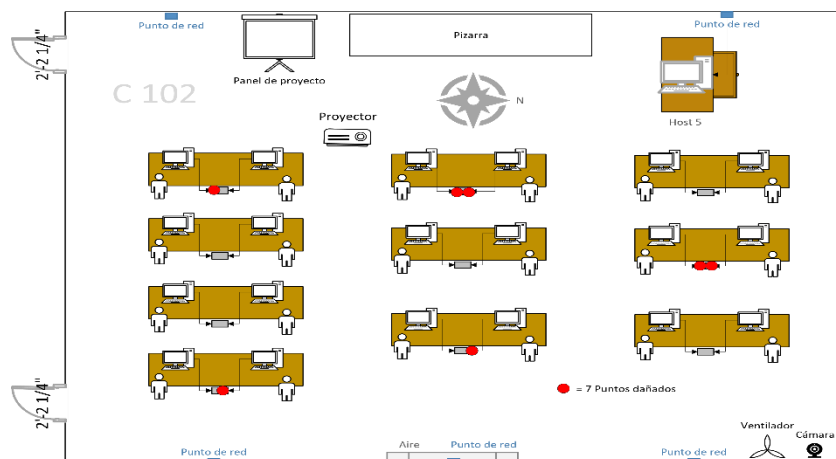 Punto de red
Punto de red
Pizarra
2'-2 1/4"
Panel de proyecto
C 102
N
Proyector
Host 5
= 7 Puntos dañados
2'-2 1/4"
Ventilador
Cámara
Aire
Punto de red
Punto de red
Punto de red